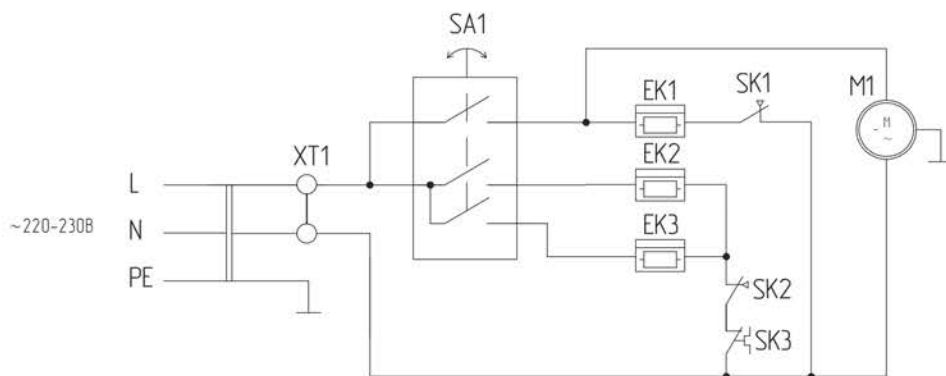 SA1
EK1
SK1
M1
M
~
EK2
XT1
L
EK3
~220-230В
N
PE
SK2
SK3